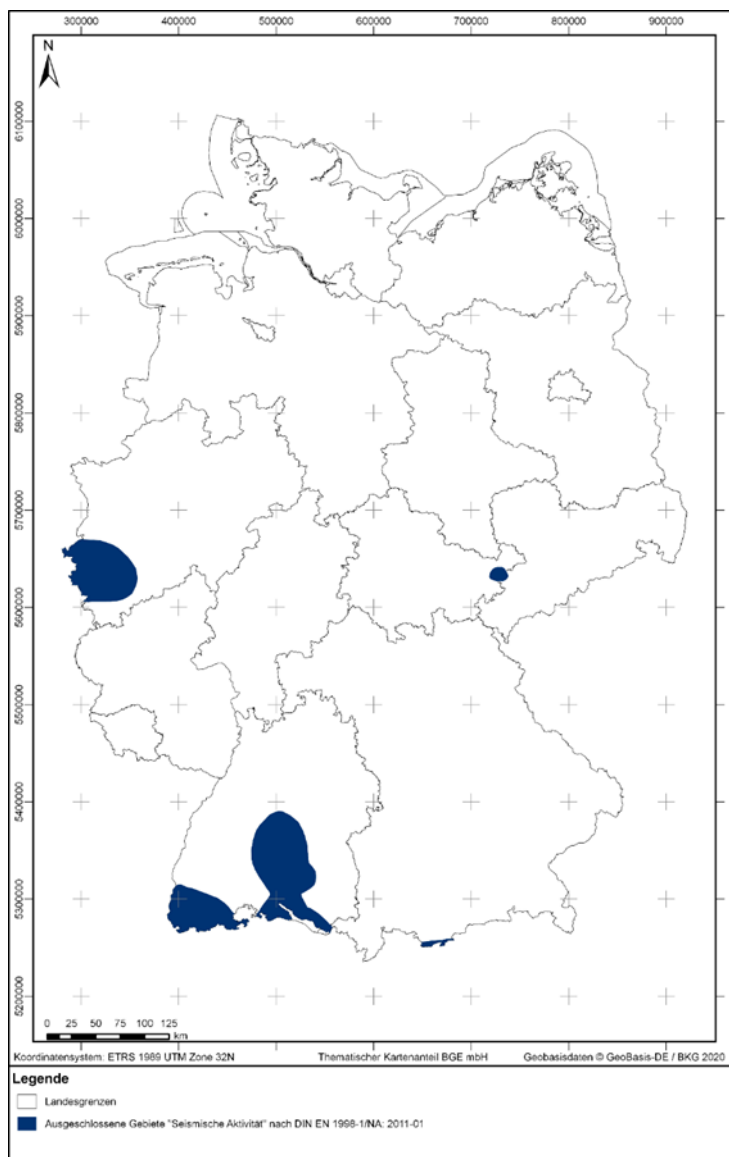 300000 400000 500000 600000 700000 800000 900000
N
6100000
6000000
5900000
5800000
5700000
5600000
5500000
5400000
5300000
5200000
0 25 50 75 100 125
km
Koordinatensystem: ETRS 1989 UTM Zone 32N Thematischer Kartenanteil BGE mbH Geobasisdaten © GeoBasis-DE / BKG 2020
Legende
Landesgrenzen
Ausgeschlossene Gebiete "Seismische Aktivität" nach DIN EN 1998-1/NA: 2011-01